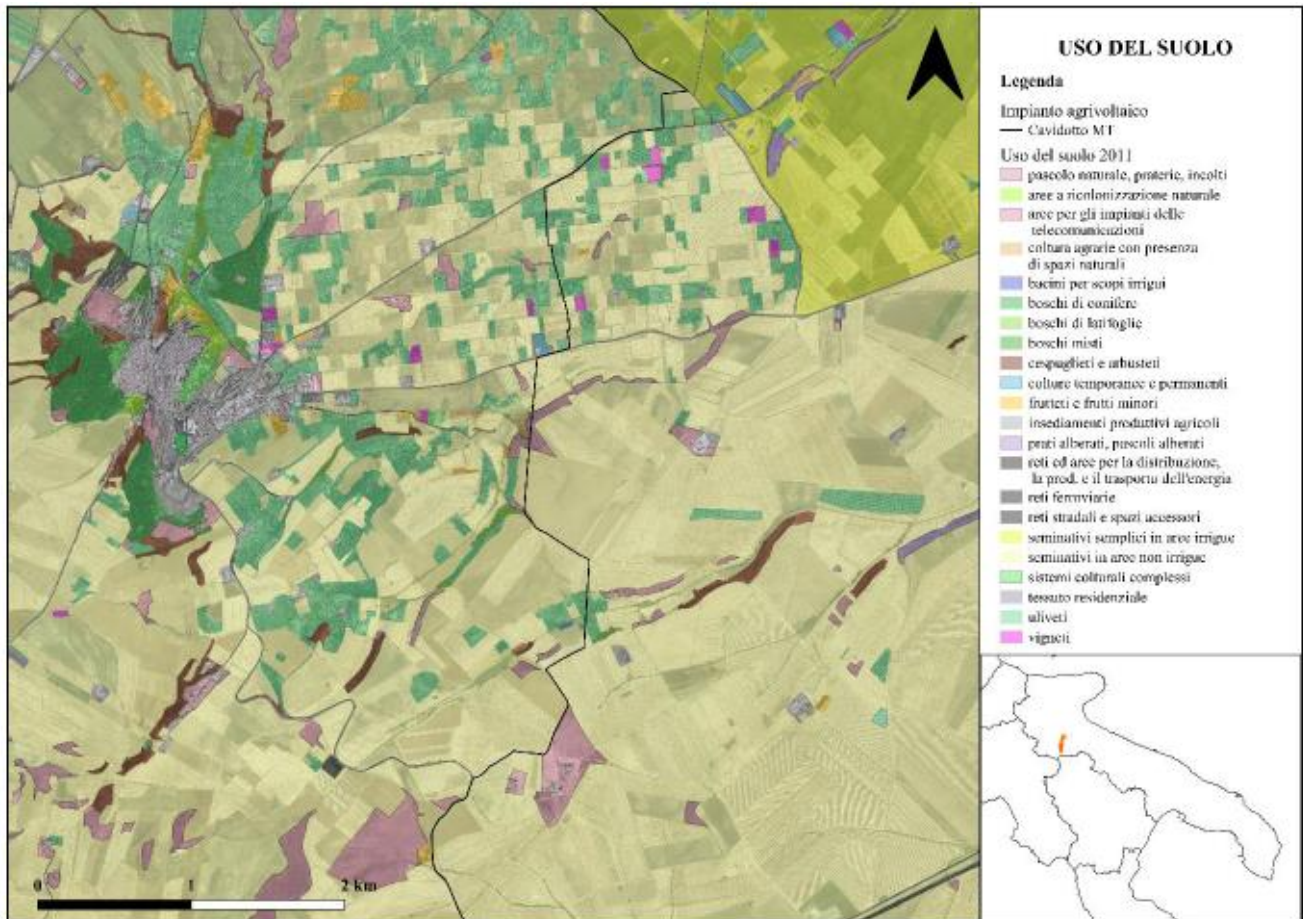 USO DEL SUOLO
Legenda
Impianto agrivoltaico
Cavidotto MT
Uso del suolo 2011
pascolo naturale, praterie, incolti
aree a ricolonizzazione naturale
aree per gli impianti delle
telecomunicazioni
coltura agrarie con presenza
di spazi naturali
bacini per scopi irrigui
boschi di conifere
boschi di latifoglie
boschi misti
cespuglieti e arbusteti
colture temporanee e permanenti
frutteti e frutti minori
insediamenti produttivi agricoli
prati alberati, pascoli alberati
reti ed aree per la distribuzione,
la prod. e il trasporto dell'energia
reti ferroviarie
reti stradali e spazi accessori
seminativi semplici in aree irrigue
seminativi in aree non irrigue
sistemi colturali complessi
tessuto residenziale
uliveti
vigneti
0 1 2 km